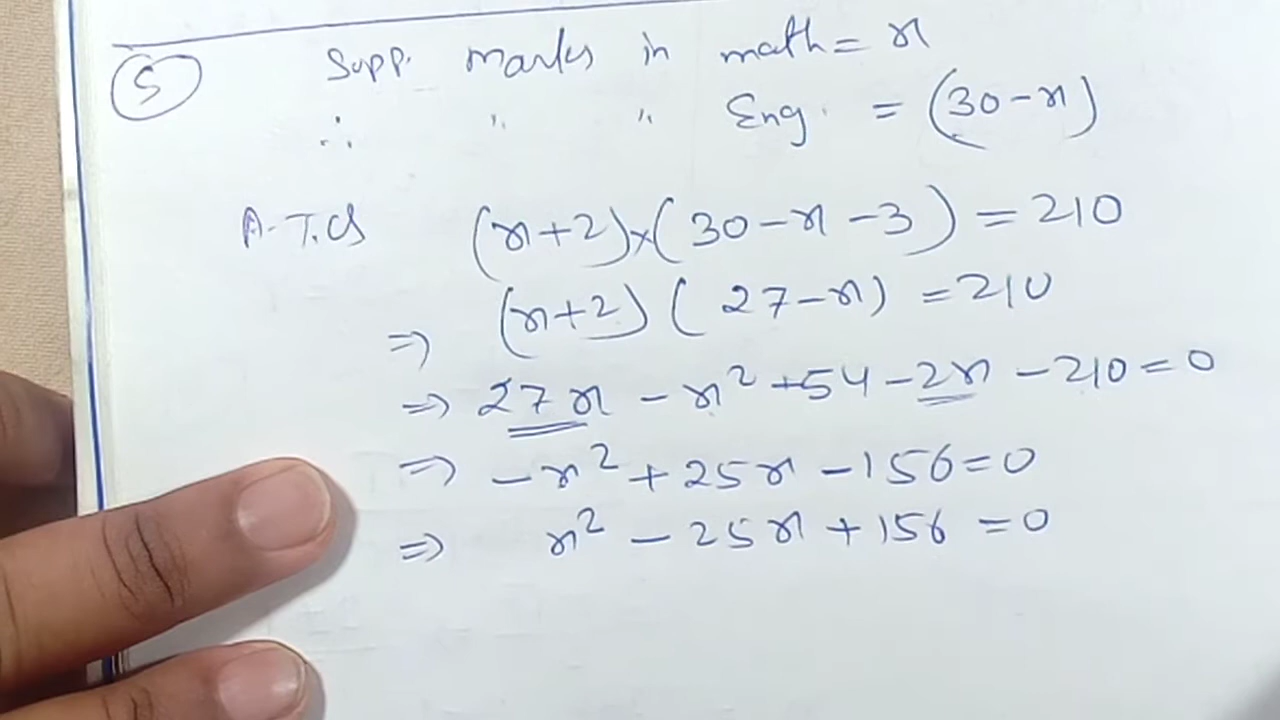 (5) Supp. marks in math = x
∴ " " Eng. = (30-x)
A.T.Q (x+2)×(30-x-3) = 210
⇒ (x+2)(27-x) = 210
⇒ 27x - x² + 54 - 2x - 210 = 0
⇒ -x² + 25x - 156 = 0
⇒ x² - 25x + 156 = 0